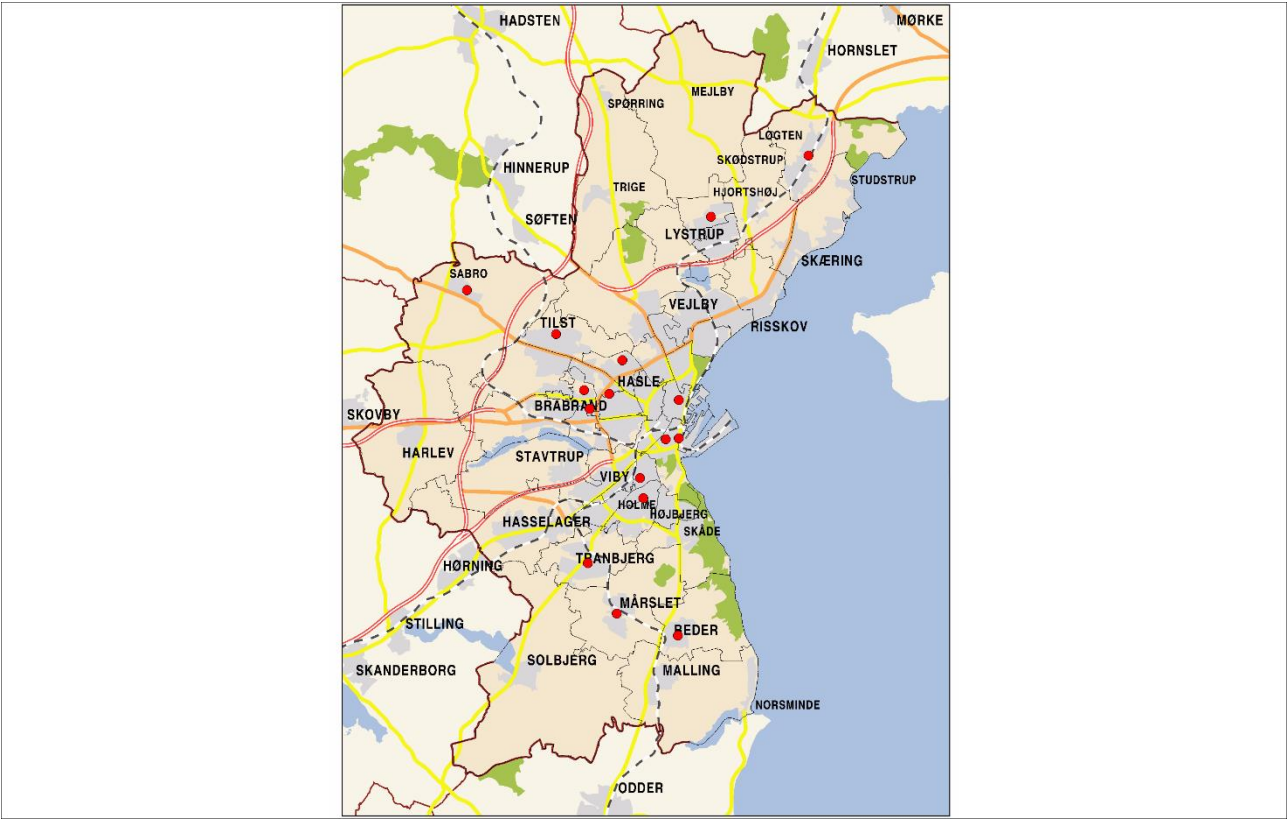 HADSTEN
MØRKE
HORNSLET
MEJLBY
SPØRRING
LØGTEN
SKØDSTRUP
HINNERUP
STUDSTRUP
TRIGE
HJORTSHØJ
SØFTEN
LYSTRUP
SKÆRING
SABRO
VEJLBY
TILST
RISSKOV
HASLE
BRABRAND
SKOVBY
HARLEV
STAVTRUP
VIBY
HOLME
HØJBJERG
HASSELAGER
SKÅDE
TRANBJERG
HØRNING
MÅRSLET
STILLING
BEDER
SOLBJERG
SKANDERBORG
MALLING
NORSMINDE
ODDER